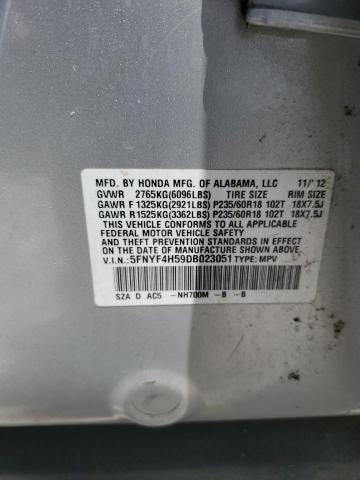 MFD. BY HONDA MFG. OF ALABAMA, LLC 11/'12
GVWR 2765KG(6096LBS) TIRE SIZE RIM SIZE
GAWR F 1325KG(2921LBS) P235/60R18 102T 18X7.5J
GAWR R1525KG(3362LBS) P235/60R18 102T 18X7.5J
THIS VEHICLE CONFORMS TO ALL APPLICABLE
FEDERAL MOTOR VEHICLE SAFETY AND
THEFT PREVENTION STANDARDS IN EFFECT ON
THE DATE OF MANUFACTURE SHOWN ABOVE.
V.I.N.: 5FNYF4H59DB023051 TYPE: MPV
SZA D AC5 -NH700M -B -B